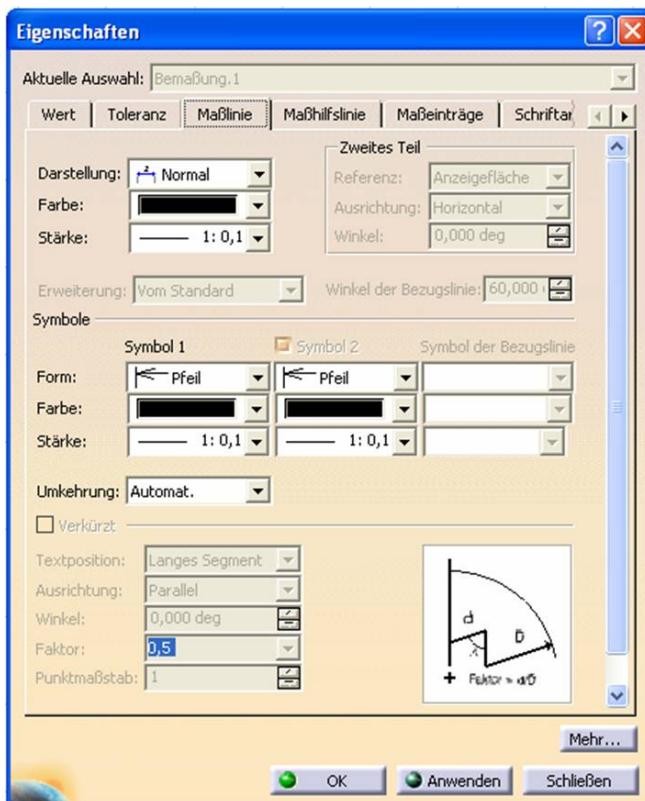 Eigenschaften
Aktuelle Auswahl: Bemaßung.1
Wert Toleranz Maßlinie Maßhilfslinie Maßeinträge Schriftar
Zweites Teil
Darstellung: Normal
Referenz: Anzeigefläche
Farbe:
Ausrichtung: Horizontal
Stärke: 1: 0,1
Winkel: 0,000 deg
Erweiterung: Vom Standard
Winkel der Bezugslinie: 60,000
Symbole
Symbol 1 Symbol 2 Symbol der Bezugslinie
Form: Pfeil Pfeil
Farbe:
Stärke: 1: 0,1 1: 0,1
Umkehrung: Automat.
Verkürzt
Textposition: Langes Segment
Ausrichtung: Parallel
Winkel: 0,000 deg
Faktor: 0,5
Punktmaßstab: 1
d
D
Faktor = d/D
Mehr...
OK Anwenden Schließen